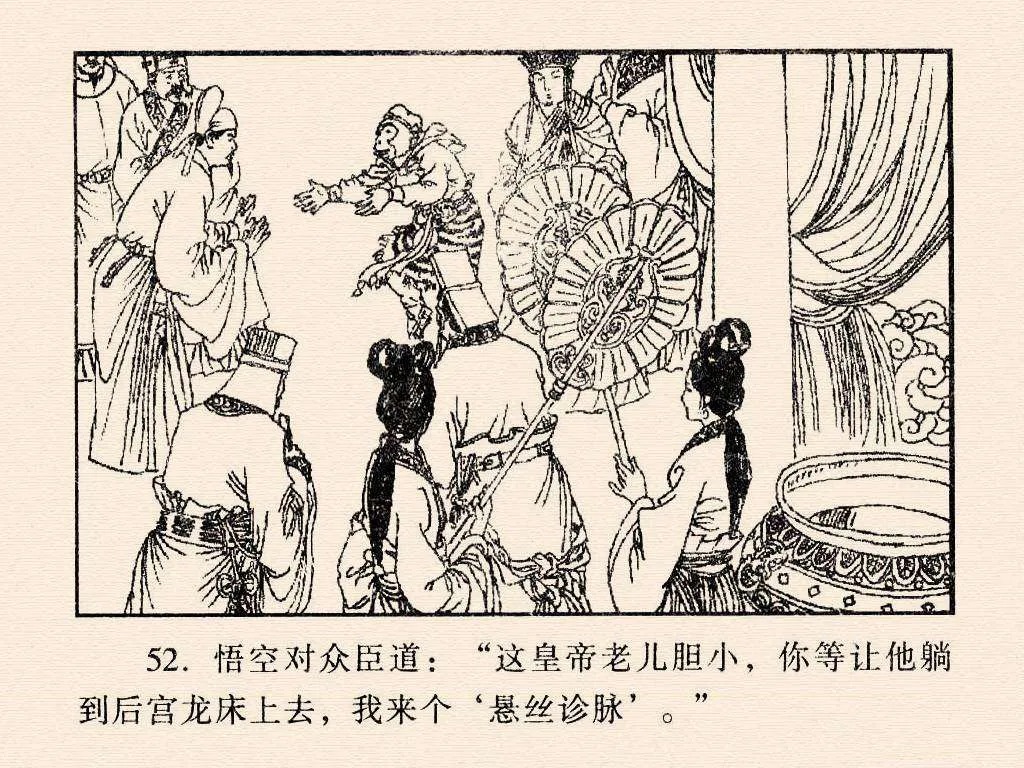 52. 悟空对众臣道：“这皇帝老儿胆小，你等让他躺
到后宫龙床上去，我来个‘悬丝诊脉’。”